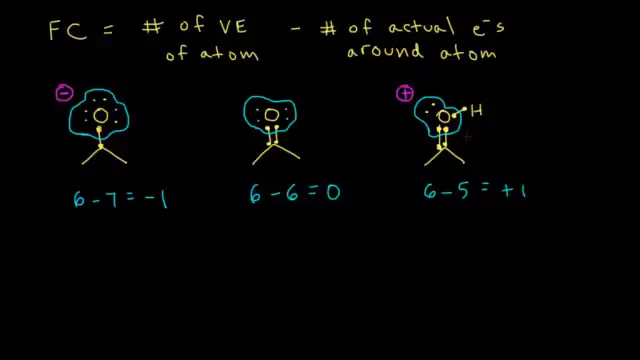 FC = # of VE of atom - # of actual e⁻s around atom
⊖ O
O
⊕ O H
6 - 7 = -1
6 - 6 = 0
6 - 5 = +1